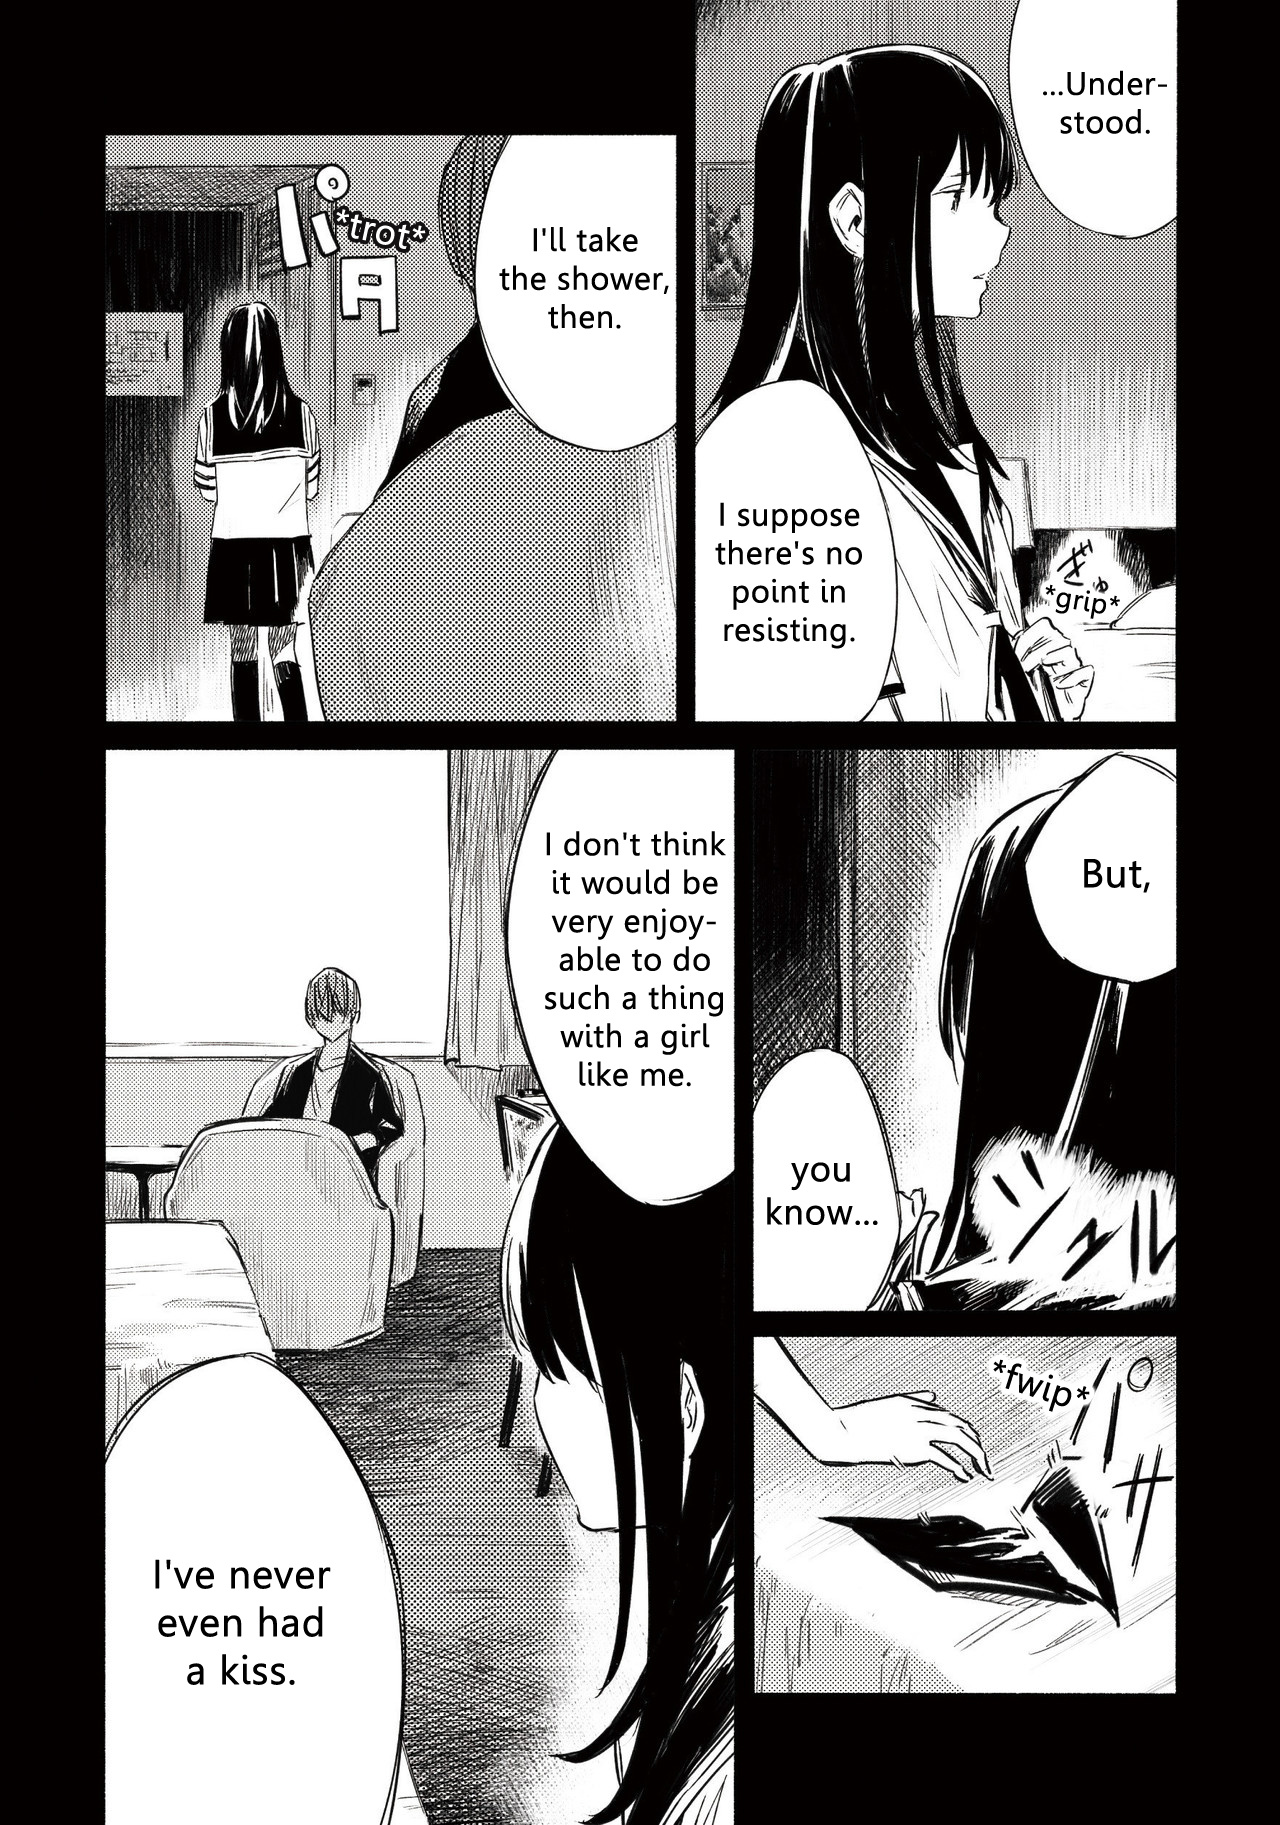 ...Under-
stood.
I suppose
there's no
point in
resisting.
ぎゅ
*grip*
I'll take
the shower,
then.
パタ
*trot*
But,
シュル
you
know...
*fwip*
I don't think
it would be
very enjoy-
able to do
such a thing
with a girl
like me.
I've never
even had
a kiss.